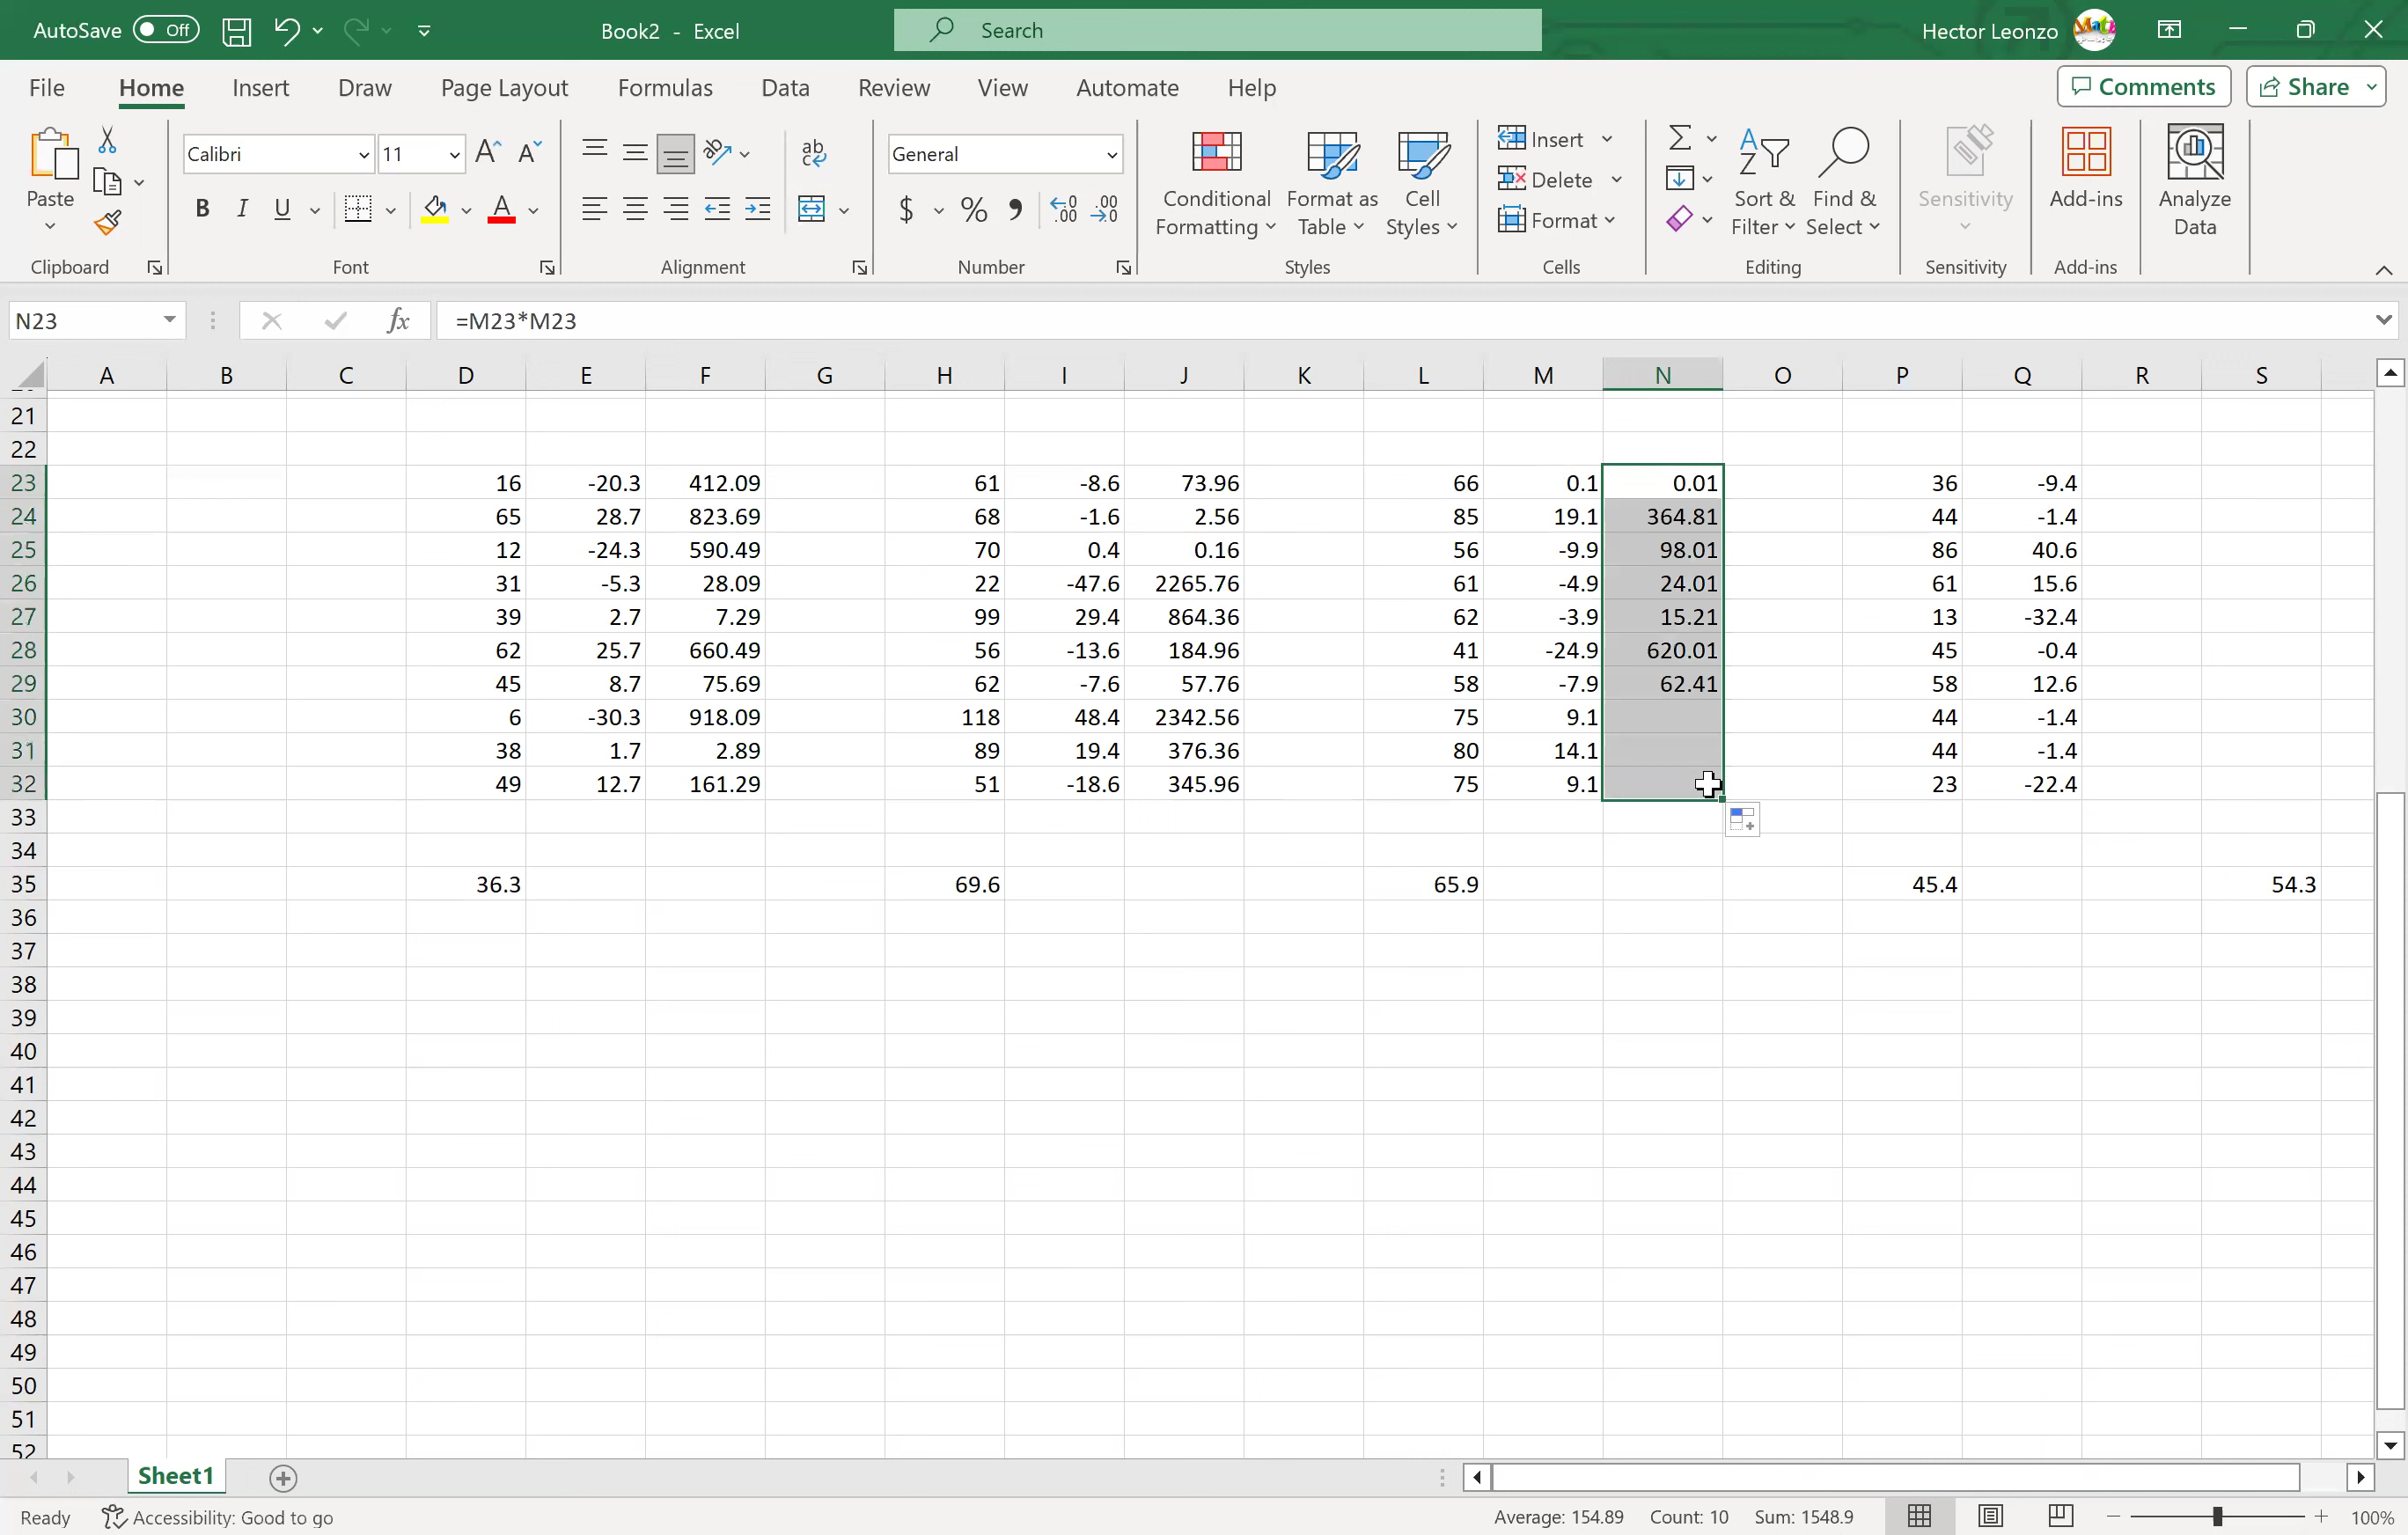 AutoSave Off Book2 - Excel Search Hector Leonzo
File Home Insert Draw Page Layout Formulas Data Review View Automate Help Comments Share
Paste Calibri 11 General Conditional Formatting Format as Table Cell Styles Insert Delete Format Sort & Filter Find & Select Sensitivity Add-ins Analyze Data
Clipboard Font Alignment Number Styles Cells Editing Sensitivity Add-ins
N23 fx =M23*M23
A B C D E F G H I J K L M N O P Q R S
21
22
23 16 -20.3 412.09 61 -8.6 73.96 66 0.1 0.01 36 -9.4
24 65 28.7 823.69 68 -1.6 2.56 85 19.1 364.81 44 -1.4
25 12 -24.3 590.49 70 0.4 0.16 56 -9.9 98.01 86 40.6
26 31 -5.3 28.09 22 -47.6 2265.76 61 -4.9 24.01 61 15.6
27 39 2.7 7.29 99 29.4 864.36 62 -3.9 15.21 13 -32.4
28 62 25.7 660.49 56 -13.6 184.96 41 -24.9 620.01 45 -0.4
29 45 8.7 75.69 62 -7.6 57.76 58 -7.9 62.41 58 12.6
30 6 -30.3 918.09 118 48.4 2342.56 75 9.1 44 -1.4
31 38 1.7 2.89 89 19.4 376.36 80 14.1 44 -1.4
32 49 12.7 161.29 51 -18.6 345.96 75 9.1 23 -22.4
33
34
35 36.3 69.6 65.9 45.4 54.3
36
37
38
39
40
41
42
43
44
45
46
47
48
49
50
51
52
Sheet1
Ready Accessibility: Good to go Average: 154.89 Count: 10 Sum: 1548.9 100%